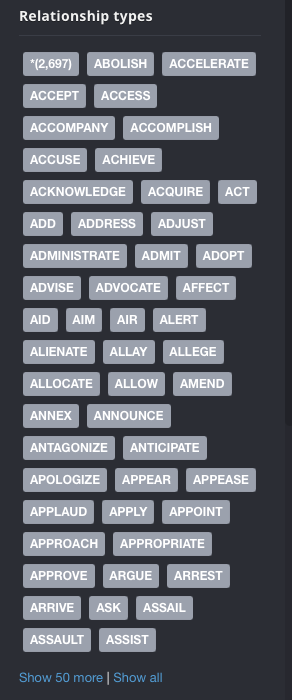 Relationship types
*(2,697) ABOLISH ACCELERATE
ACCEPT ACCESS
ACCOMPANY ACCOMPLISH
ACCUSE ACHIEVE
ACKNOWLEDGE ACQUIRE ACT
ADD ADDRESS ADJUST
ADMINISTRATE ADMIT ADOPT
ADVISE ADVOCATE AFFECT
AID AIM AIR ALERT
ALIENATE ALLAY ALLEGE
ALLOCATE ALLOW AMEND
ANNEX ANNOUNCE
ANTAGONIZE ANTICIPATE
APOLOGIZE APPEAR APPEASE
APPLAUD APPLY APPOINT
APPROACH APPROPRIATE
APPROVE ARGUE ARREST
ARRIVE ASK ASSAIL
ASSAULT ASSIST
Show 50 more | Show all